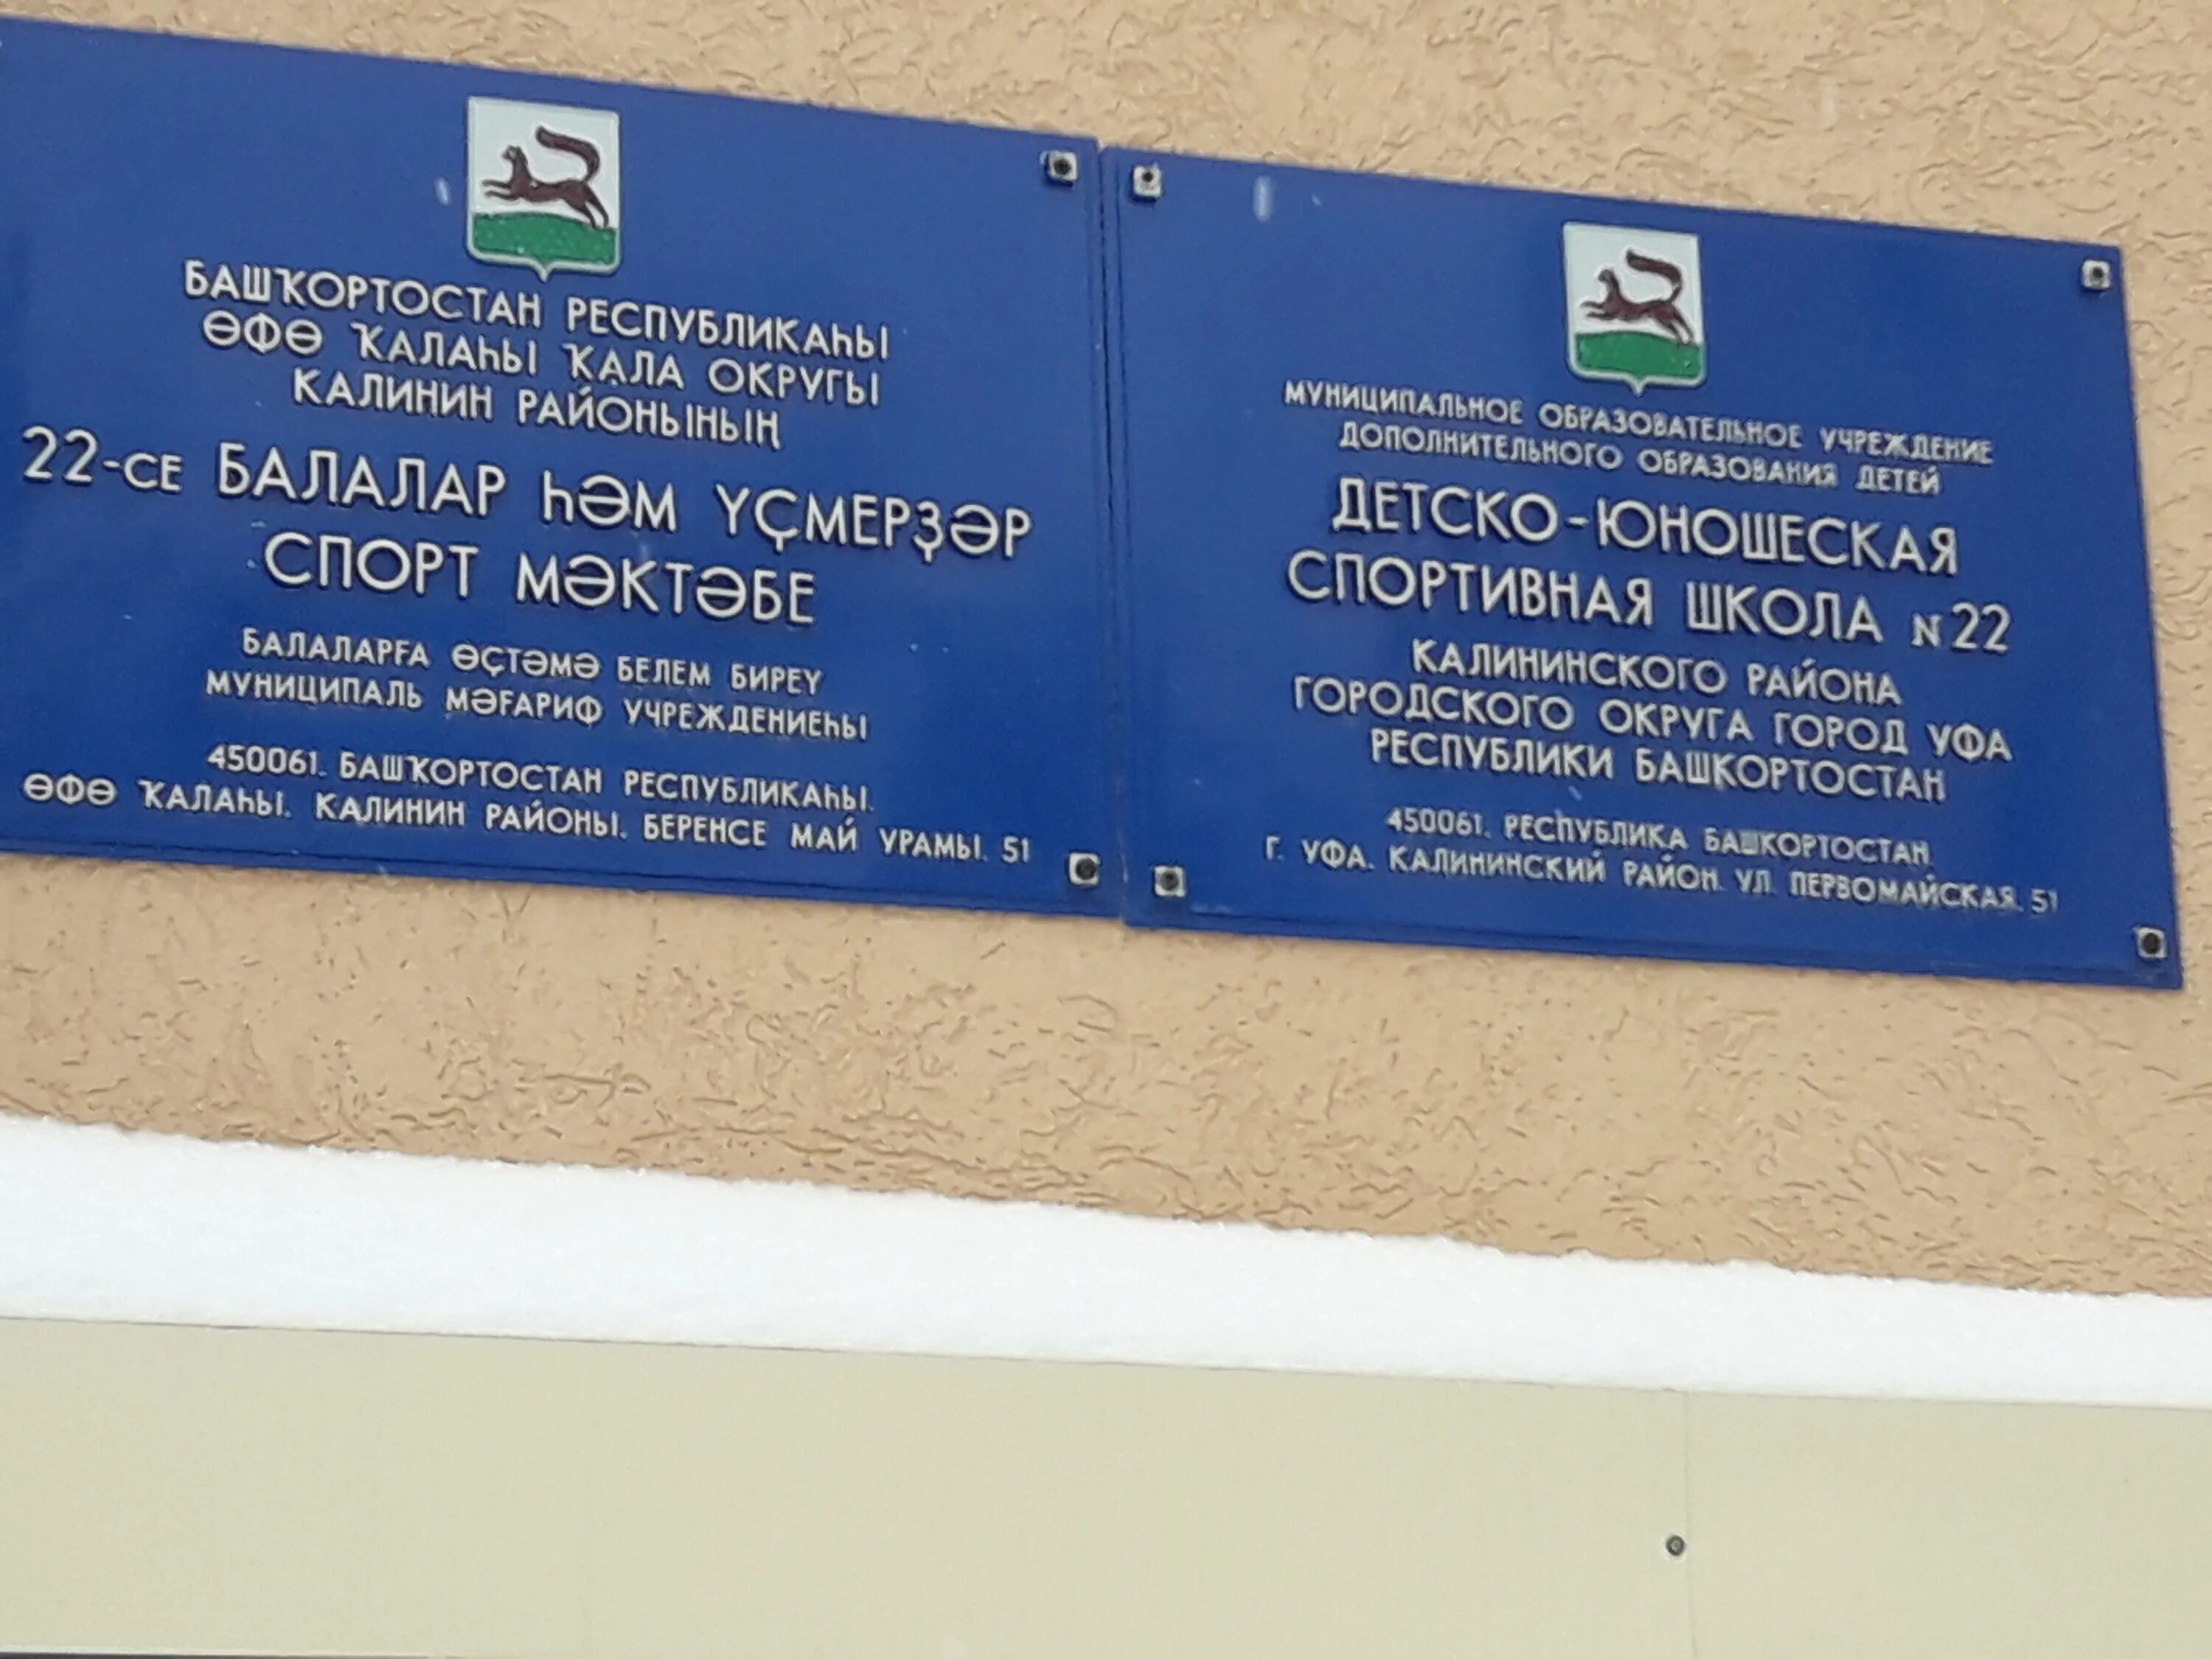 БАШҠОРТОСТАН РЕСПУБЛИКАҺЫ
ӨФӨ ҠАЛАҺЫ ҠАЛА ОКРУГЫ
КАЛИНИН РАЙОНЫНЫҢ
22-СЕ БАЛАЛАР ҺӘМ ҮҪМЕРҘӘР
СПОРТ МӘКТӘБЕ
БАЛАЛАРҒА ӨҪТӘМӘ БЕЛЕМ БИРЕҮ
МУНИЦИПАЛЬ МӘҒАРИФ УЧРЕЖДЕНИЕҺЫ
450061. БАШҠОРТОСТАН РЕСПУБЛИКАҺЫ.
ӨФӨ ҠАЛАҺЫ. КАЛИНИН РАЙОНЫ. БЕРЕНСЕ МАЙ УРАМЫ. 51
МУНИЦИПАЛЬНОЕ ОБРАЗОВАТЕЛЬНОЕ УЧРЕЖДЕНИЕ
ДОПОЛНИТЕЛЬНОГО ОБРАЗОВАНИЯ ДЕТЕЙ
ДЕТСКО-ЮНОШЕСКАЯ
СПОРТИВНАЯ ШКОЛА N 22
КАЛИНИНСКОГО РАЙОНА
ГОРОДСКОГО ОКРУГА ГОРОД УФА
РЕСПУБЛИКИ БАШКОРТОСТАН
450061. РЕСПУБЛИКА БАШКОРТОСТАН.
Г. УФА. КАЛИНИНСКИЙ РАЙОН. УЛ. ПЕРВОМАЙСКАЯ. 51